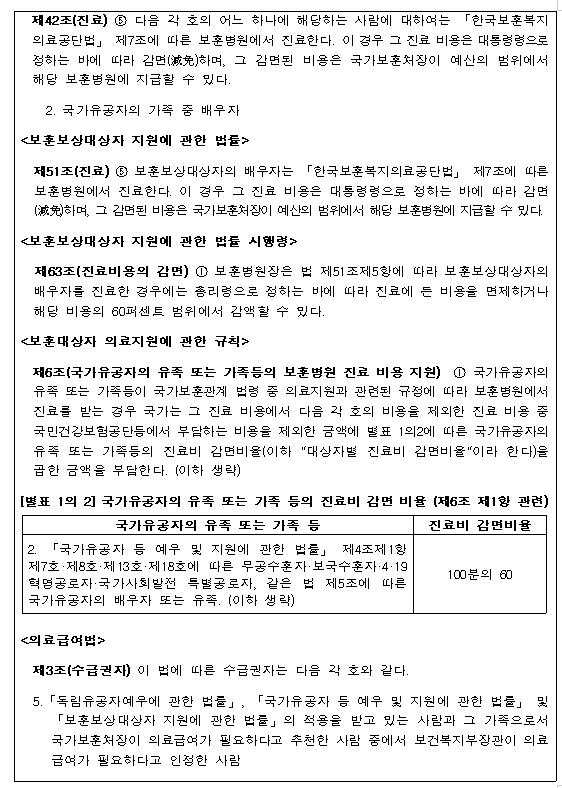 제42조(진료) ⑤ 다음 각 호의 어느 하나에 해당하는 사람에 대하여는 「한국보훈복지
의료공단법」 제7조에 따른 보훈병원에서 진료한다. 이 경우 그 진료 비용은 대통령령으로
정하는 바에 따라 감면(減免)하며, 그 감면된 비용은 국가보훈처장이 예산의 범위에서
해당 보훈병원에 지급할 수 있다.
2. 국가유공자의 가족 중 배우자
<보훈보상대상자 지원에 관한 법률>
제51조(진료) ⑤ 보훈보상대상자의 배우자는 「한국보훈복지의료공단법」 제7조에 따른
보훈병원에서 진료한다. 이 경우 그 진료 비용은 대통령령으로 정하는 바에 따라 감면
(減免)하며, 그 감면된 비용은 국가보훈처장이 예산의 범위에서 해당 보훈병원에 지급할 수 있다.
<보훈보상대상자 지원에 관한 법률 시행령>
제63조(진료비용의 감면) ① 보훈병원장은 법 제51조제5항에 따라 보훈보상대상자의
배우자를 진료한 경우에는 총리령으로 정하는 바에 따라 진료에 든 비용을 면제하거나
해당 비용의 60퍼센트 범위에서 감액할 수 있다.
<보훈대상자 의료지원에 관한 규칙>
제6조(국가유공자의 유족 또는 가족등의 보훈병원 진료 비용 지원) ① 국가유공자의
유족 또는 가족등이 국가보훈관계 법령 중 의료지원과 관련된 규정에 따라 보훈병원에서
진료를 받는 경우 국가는 그 진료 비용에서 다음 각 호의 비용을 제외한 진료 비용 중
국민건강보험공단등에서 부담하는 비용을 제외한 금액에 별표 1의2에 따른 국가유공자의
유족 또는 가족등의 진료비 감면비율(이하 "대상자별 진료비 감면비율"이라 한다)을
곱한 금액을 부담한다. (이하 생략)
[별표 1의 2] 국가유공자의 유족 또는 가족 등의 진료비 감면 비율 (제6조 제1항 관련)
국가유공자의 유족 또는 가족 등 진료비 감면비율
2. 「국가유공자 등 예우 및 지원에 관한 법률」 제4조제1항
제7호·제8호·제13호·제18호에 따른 무공수훈자·보국수훈자·4·19
혁명공로자·국가사회발전 특별공로자, 같은 법 제5조에 따른
국가유공자의 배우자 또는 유족. (이하 생략)
100분의 60
<의료급여법>
제3조(수급권자) 이 법에 따른 수급권자는 다음 각 호와 같다.
5.「독립유공자예우에 관한 법률」, 「국가유공자 등 예우 및 지원에 관한 법률」 및
「보훈보상대상자 지원에 관한 법률」의 적용을 받고 있는 사람과 그 가족으로서
국가보훈처장이 의료급여가 필요하다고 추천한 사람 중에서 보건복지부장관이 의료
급여가 필요하다고 인정한 사람